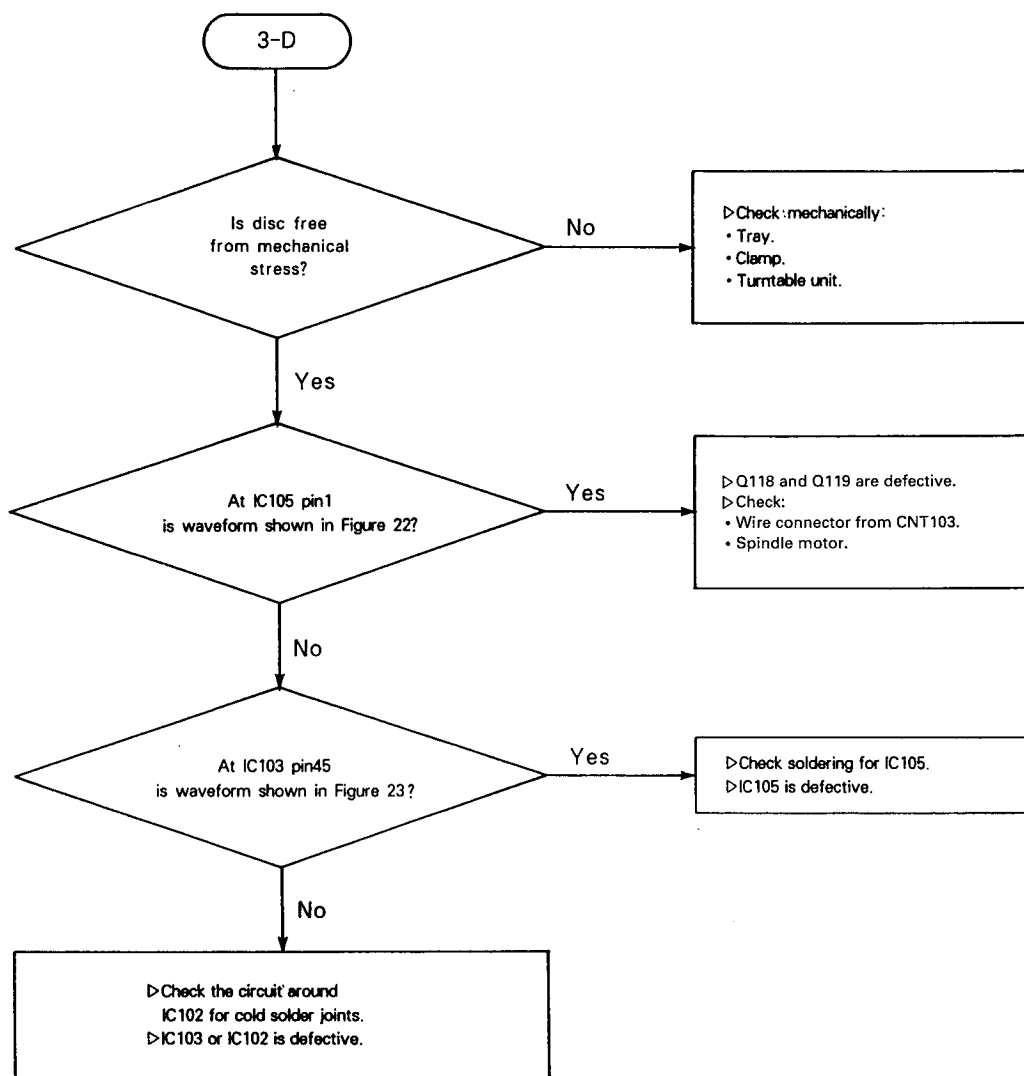 3-D
Is disc free
from mechanical
stress?
No
▷Check mechanically:
• Tray.
• Clamp.
• Turntable unit.
Yes
At IC105 pin1
is waveform shown in Figure 22?
Yes
▷Q118 and Q119 are defective.
▷Check:
• Wire connector from CNT103.
• Spindle motor.
No
At IC103 pin45
is waveform shown in Figure 23?
Yes
▷Check soldering for IC105.
▷IC105 is defective.
No
▷Check the circuit around
IC102 for cold solder joints.
▷IC103 or IC102 is defective.